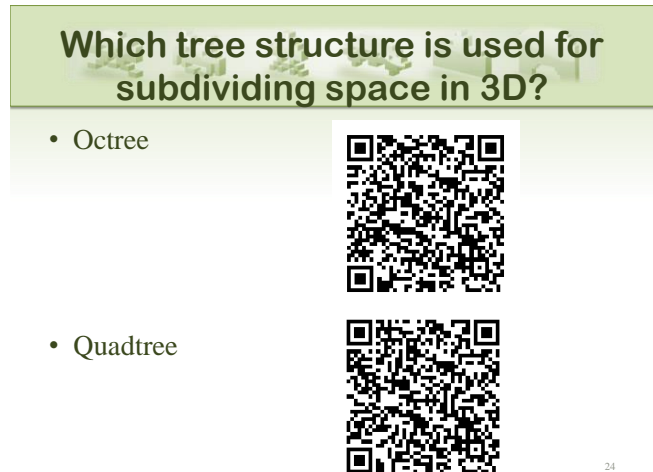 Which tree structure is used for
subdividing space in 3D?
• Octree
• Quadtree
24